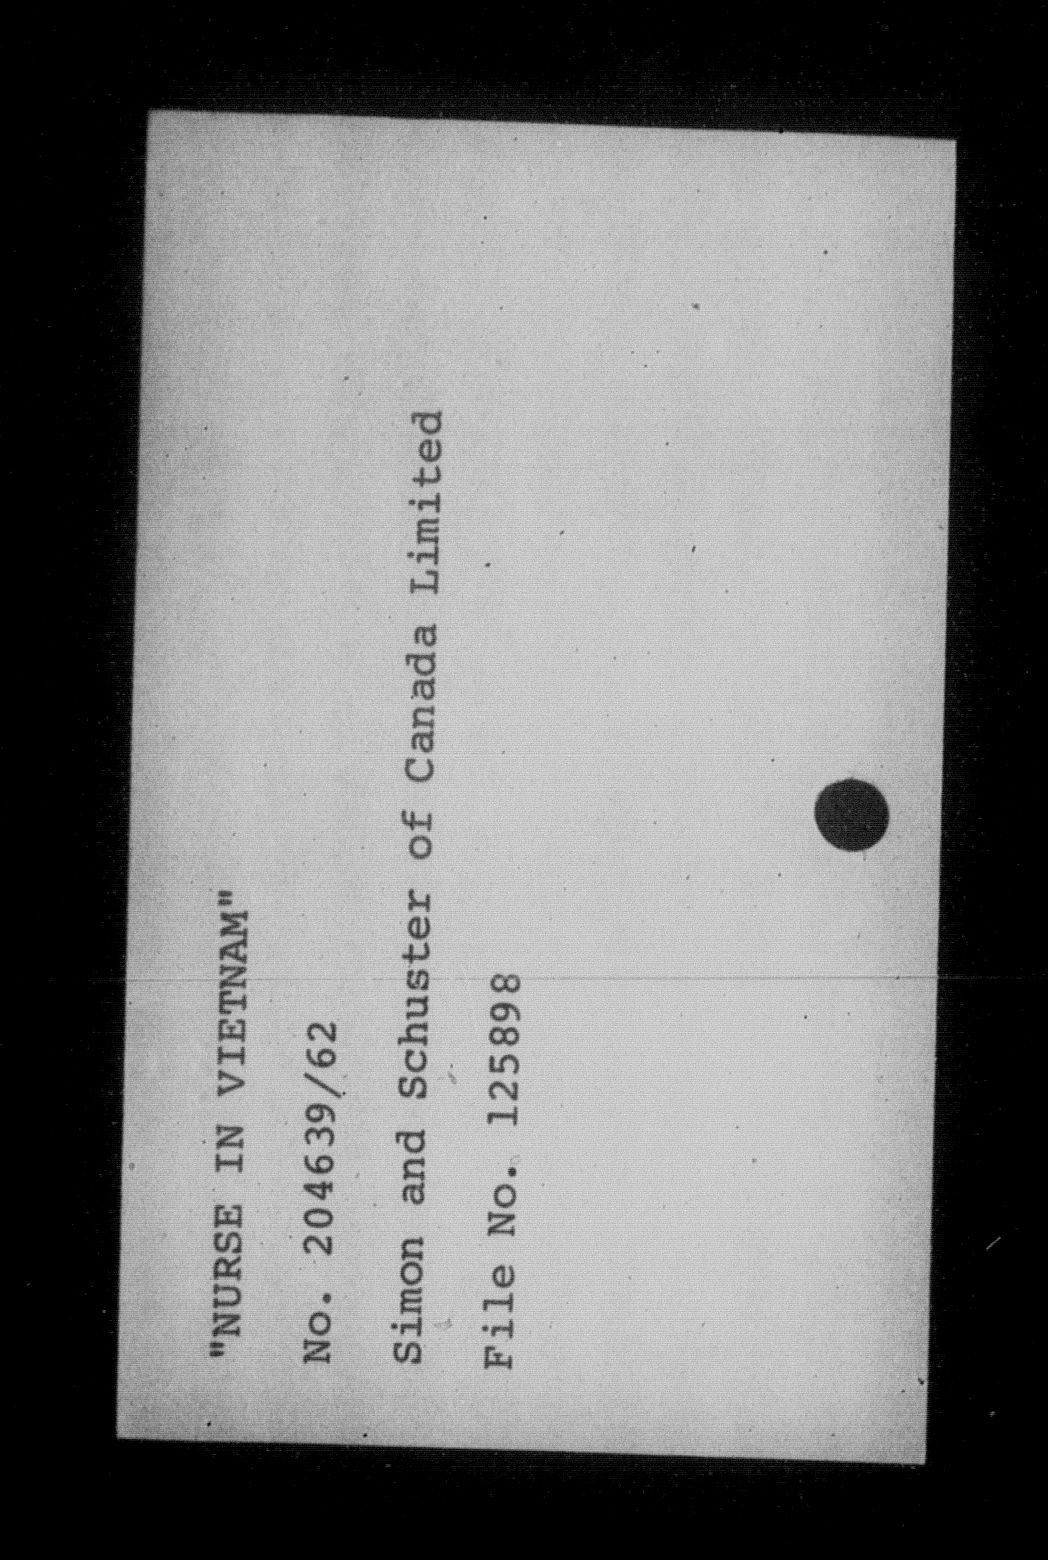 "NURSE IN VIETNAM"
No. 204639/62
Simon and Schuster of Canada Limited
File No. 125898